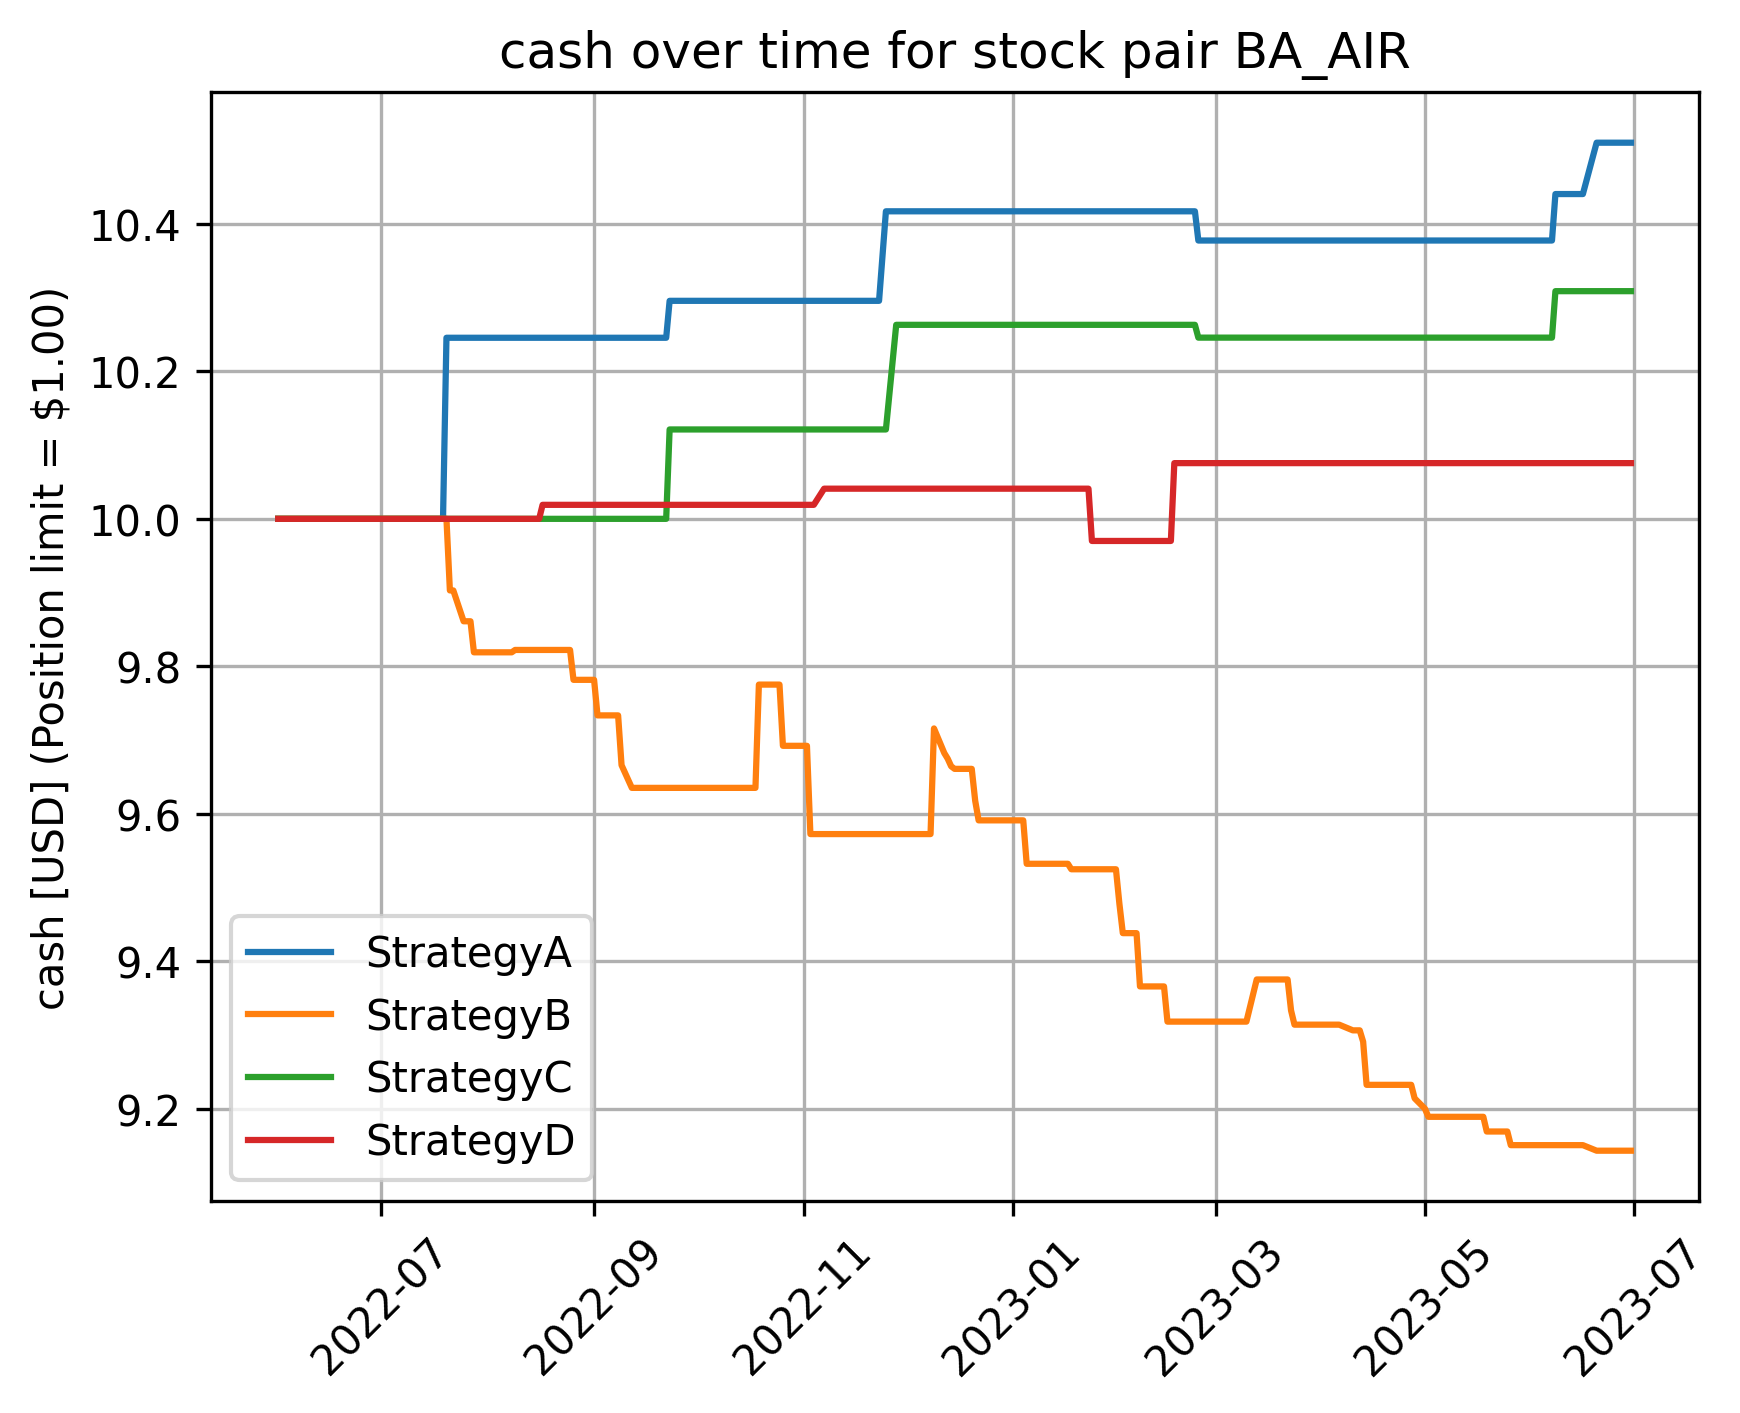 cash over time for stock pair BA_AIR
cash [USD] (Position limit = $1.00)
10.4
10.2
10.0
9.8
9.6
9.4
9.2
StrategyA
StrategyB
StrategyC
StrategyD
2022-07
2022-09
2022-11
2023-01
2023-03
2023-05
2023-07